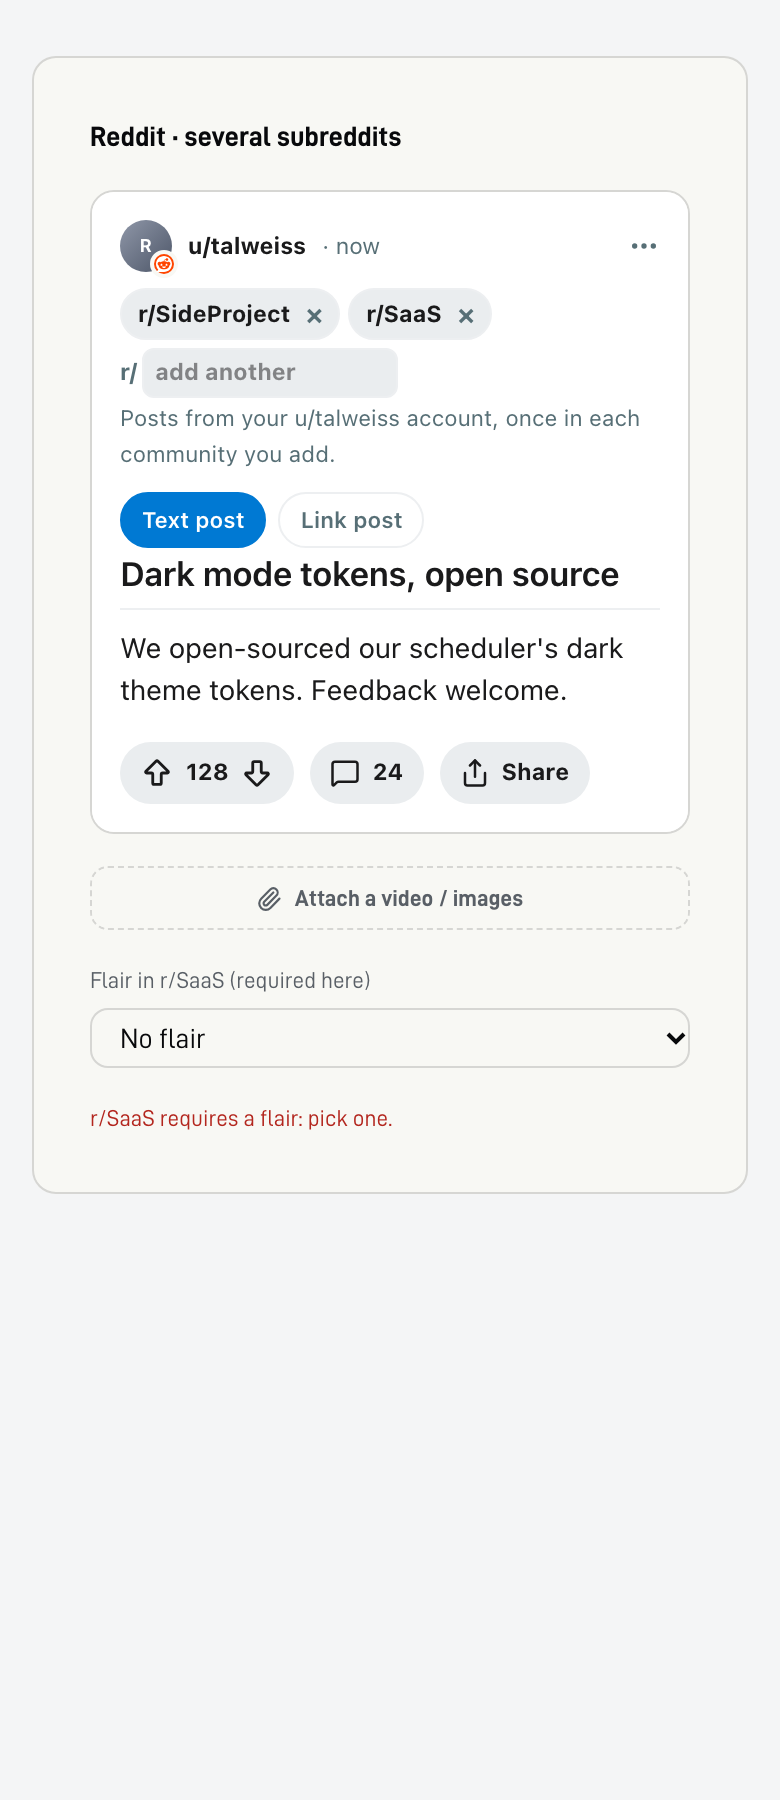 Reddit · several subreddits
R
u/talweiss · now
r/SideProject ×
r/SaaS ×
r/ add another
Posts from your u/talweiss account, once in each
community you add.
Text post
Link post
Dark mode tokens, open source
We open-sourced our scheduler's dark
theme tokens. Feedback welcome.
128
24
Share
Attach a video / images
Flair in r/SaaS (required here)
No flair
r/SaaS requires a flair: pick one.